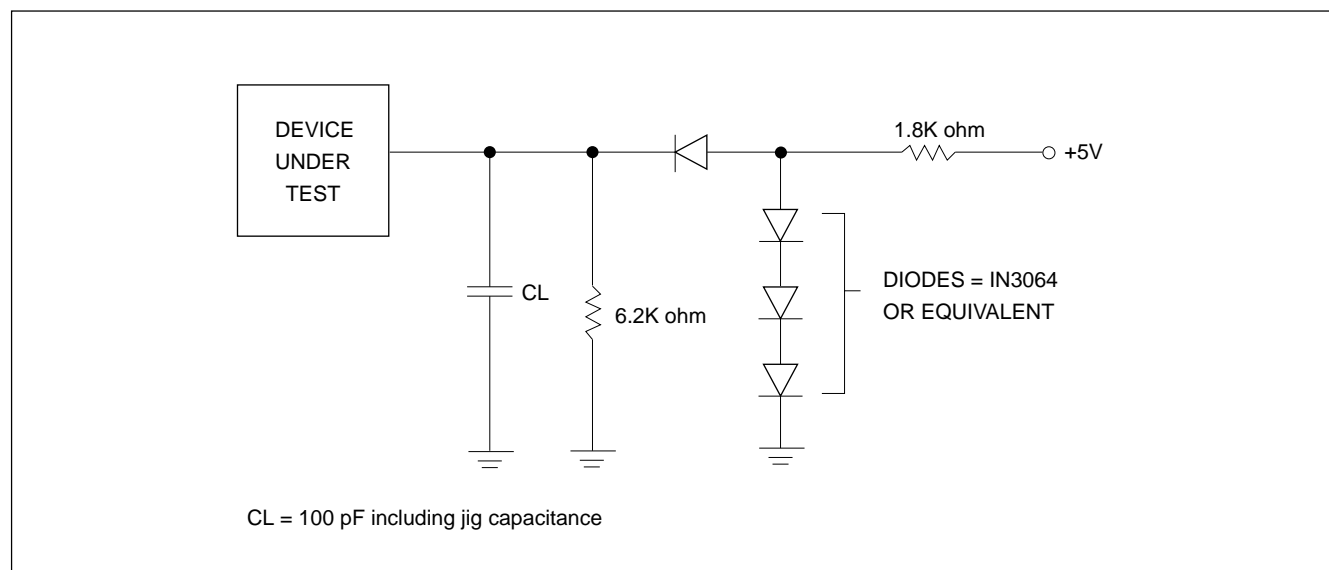 DEVICE
UNDER
TEST
1.8K ohm
+5V
CL
6.2K ohm
DIODES = IN3064
OR EQUIVALENT
CL = 100 pF including jig capacitance